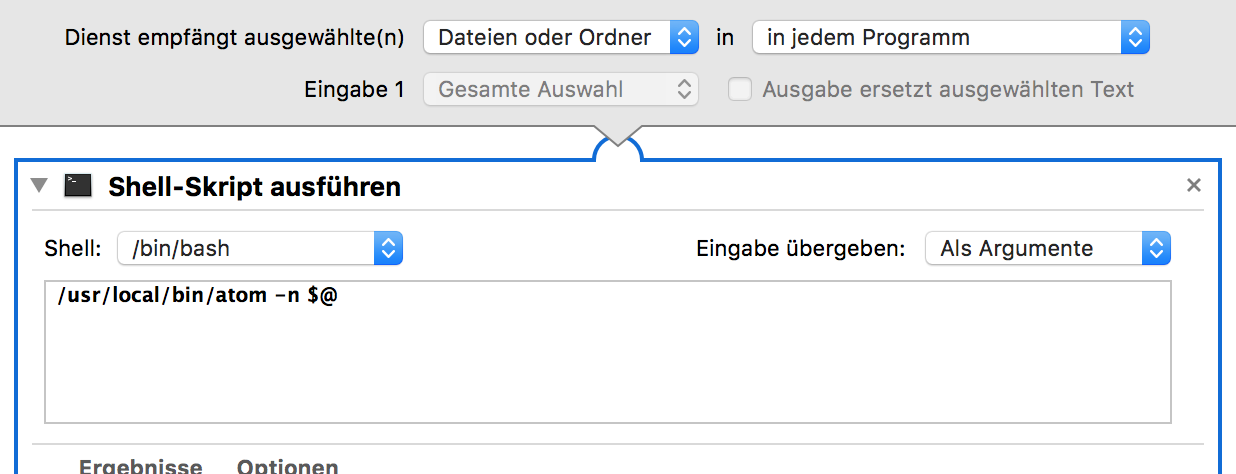 Dienst empfängt ausgewählte(n) Dateien oder Ordner in in jedem Programm
Eingabe 1 Gesamte Auswahl Ausgabe ersetzt ausgewählten Text
Shell-Skript ausführen
Shell: /bin/bash Eingabe übergeben: Als Argumente
/usr/local/bin/atom -n $@
Ergebnisse Optionen